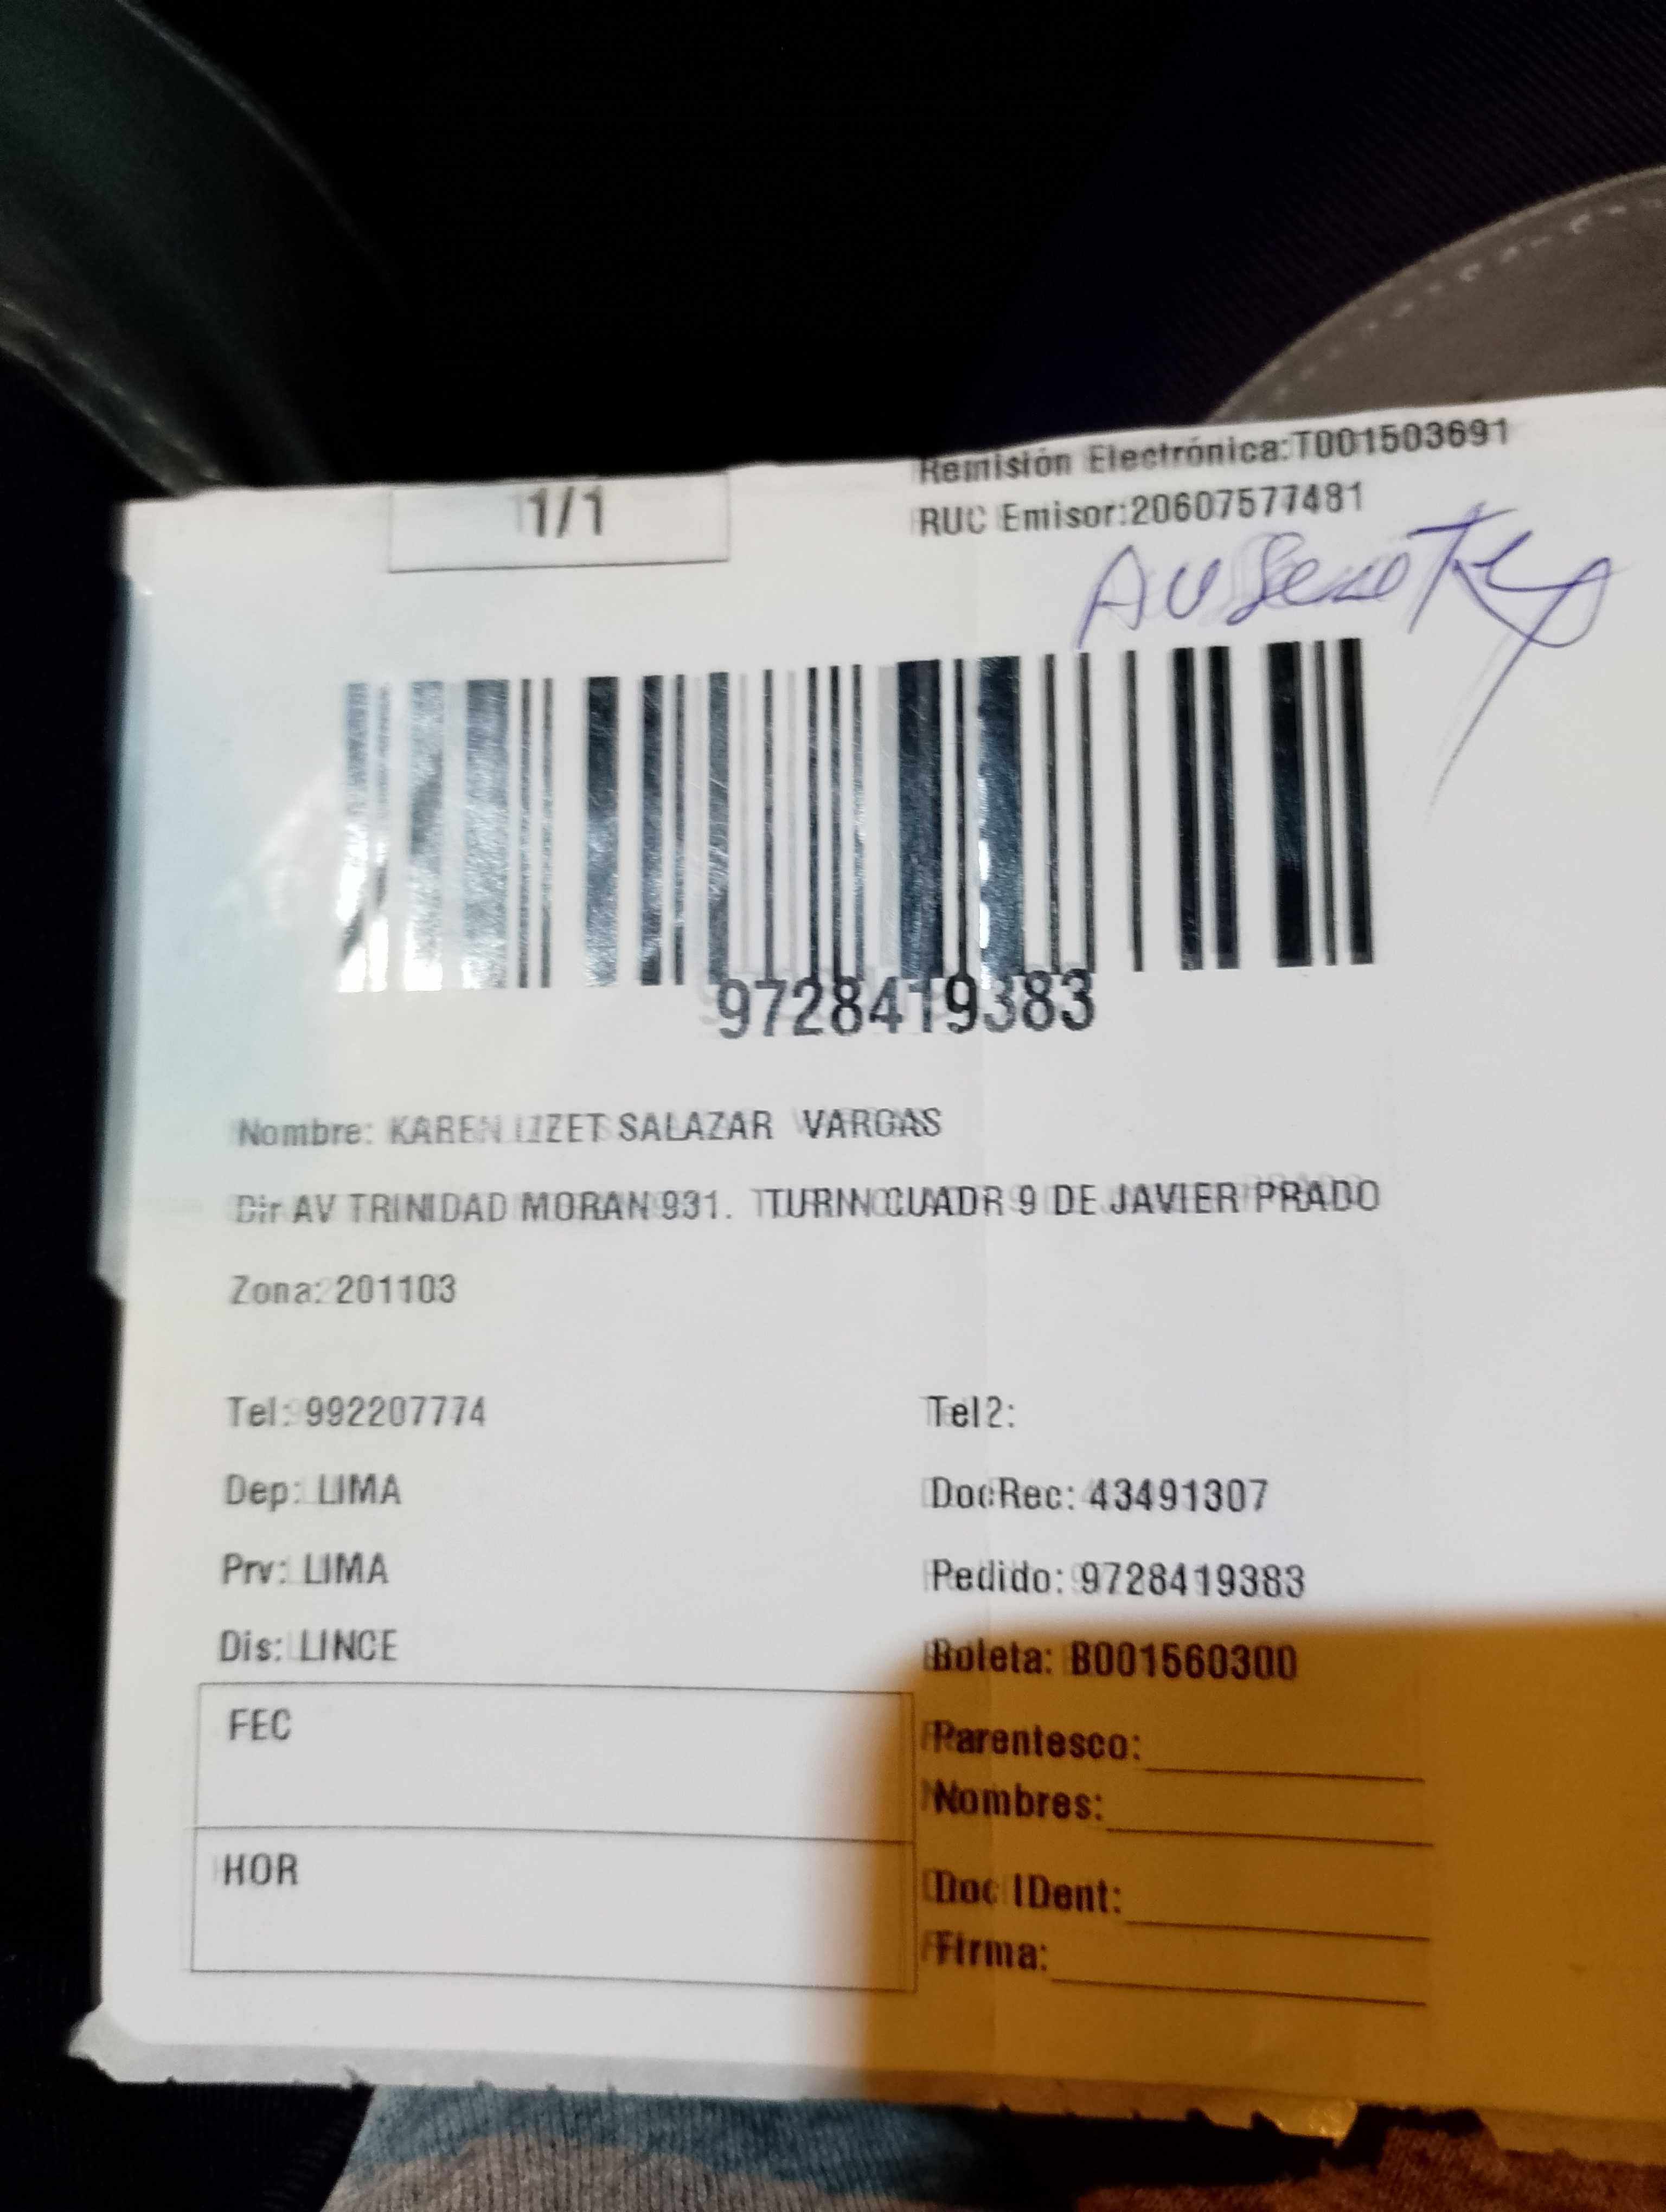 1/1
Remisión Electrónica:T001503691
RUC Emisor:20607577481
Ausente
9728419383
Nombre: KAREN LIZZET SALAZAR VARGAS
Dir AV TRINIDAD MORAN 931. CUADR 9 DE JAVIER PRADO
Zona: 201103
Tel: 992207774
Tel2:
Dep: LIMA
DocRec: 43491307
Prv: LIMA
Pedido: 9728419383
Dis: LINCE
Boleta: B001560300
FEC
Parentesco:
Nombres:
HOR
Doc IDent:
Firma: